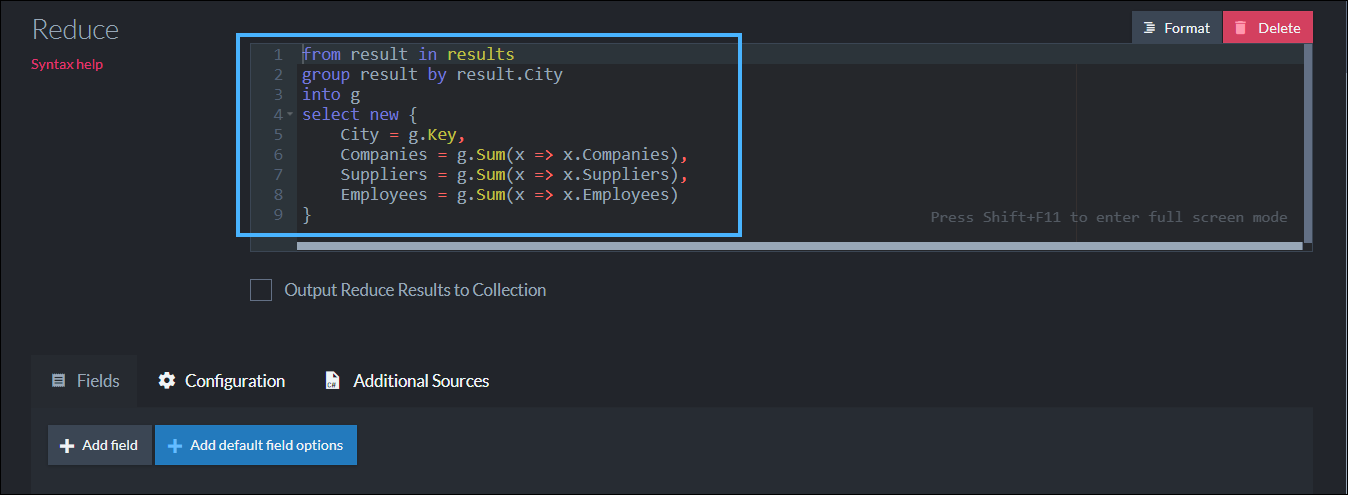 Reduce
Format
Delete
Syntax help
1 from result in results
2 group result by result.City
3 into g
4 select new {
5 City = g.Key,
6 Companies = g.Sum(x => x.Companies),
7 Suppliers = g.Sum(x => x.Suppliers),
8 Employees = g.Sum(x => x.Employees)
9 }
Press Shift+F11 to enter full screen mode
Output Reduce Results to Collection
Fields
Configuration
C# Additional Sources
Add field
Add default field options